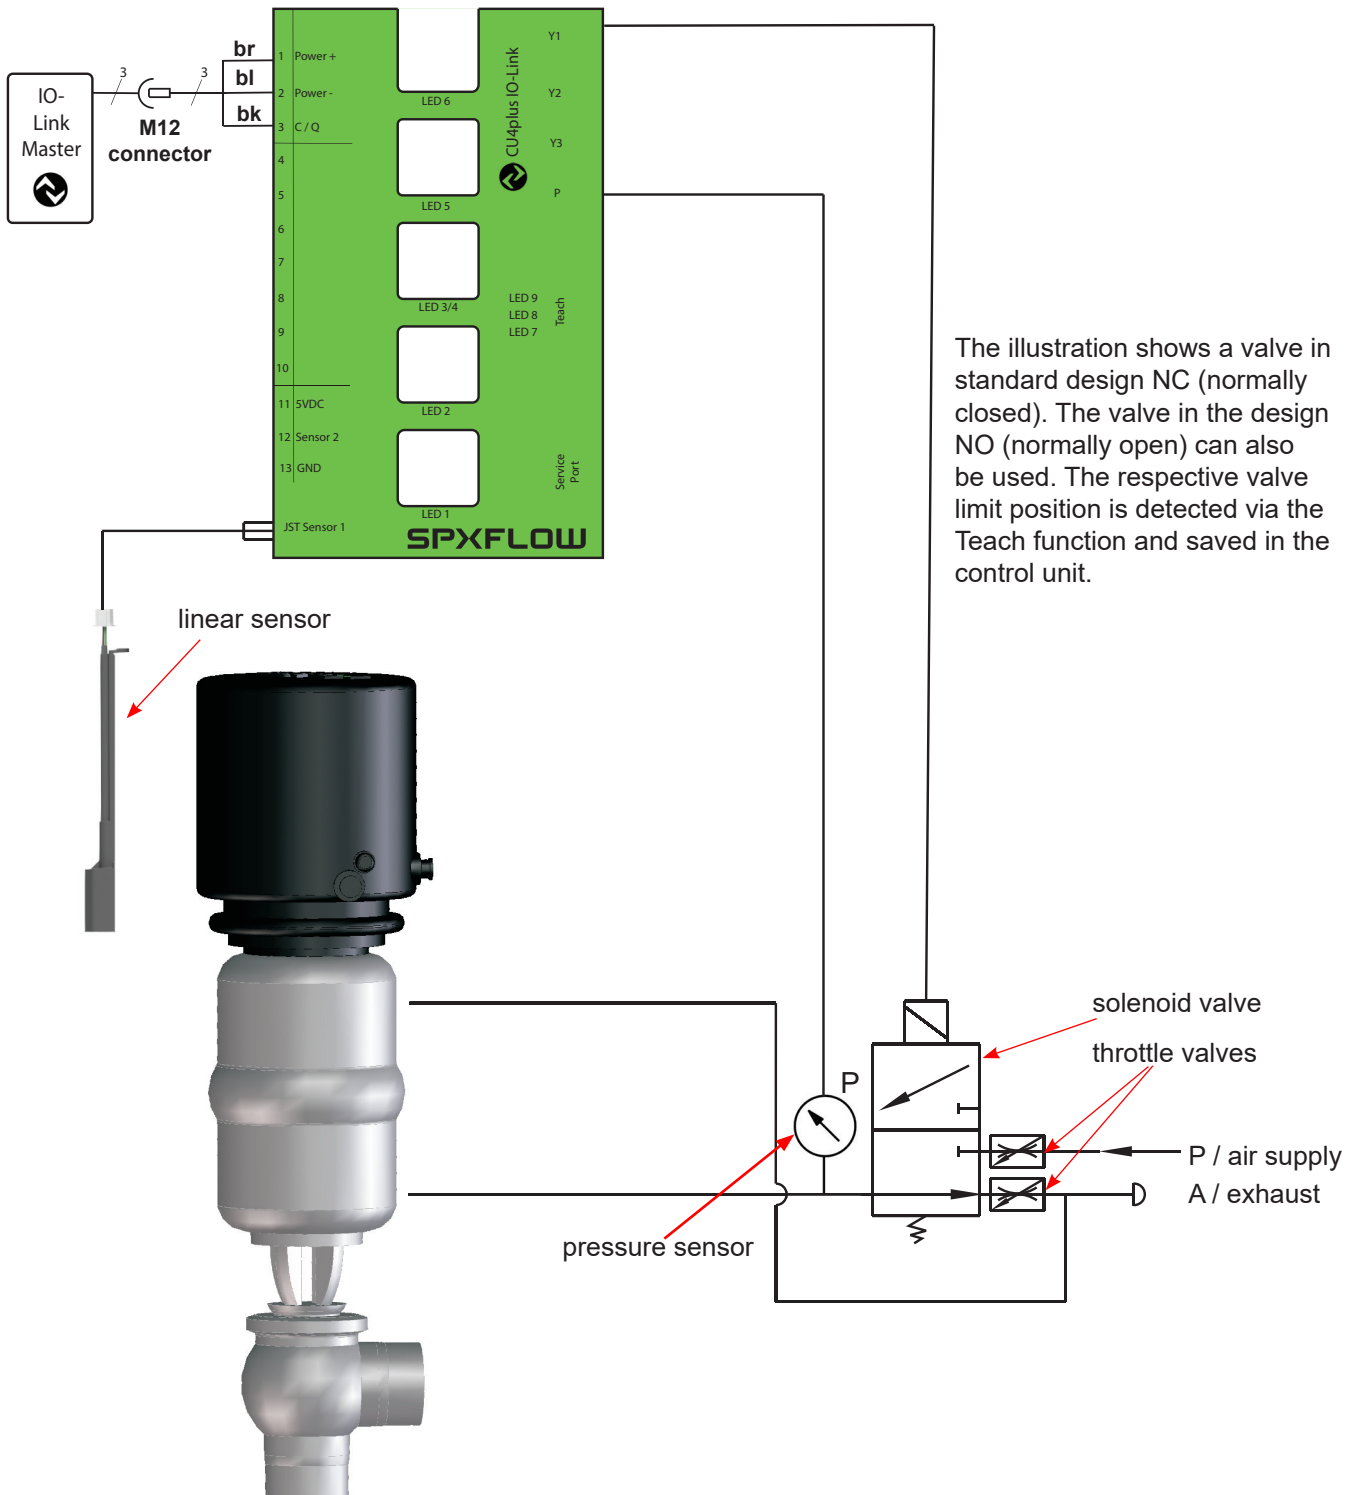 IO-
Link
Master
3
3
M12
connector
br
bl
bk
1 Power +
2 Power -
3 C / Q
4
5
6
7
8
9
10
11 5VDC
12 Sensor 2
13 GND
JST Sensor 1
LED 6
LED 5
LED 3/4
LED 2
LED 1
CU4plus IO-Link
Y1
Y2
Y3
P
LED 9
LED 8
LED 7
Teach
Service
Port
SPXFLOW
The illustration shows a valve in
standard design NC (normally
closed). The valve in the design
NO (normally open) can also
be used. The respective valve
limit position is detected via the
Teach function and saved in the
control unit.
linear sensor
solenoid valve
throttle valves
P
P / air supply
A / exhaust
pressure sensor